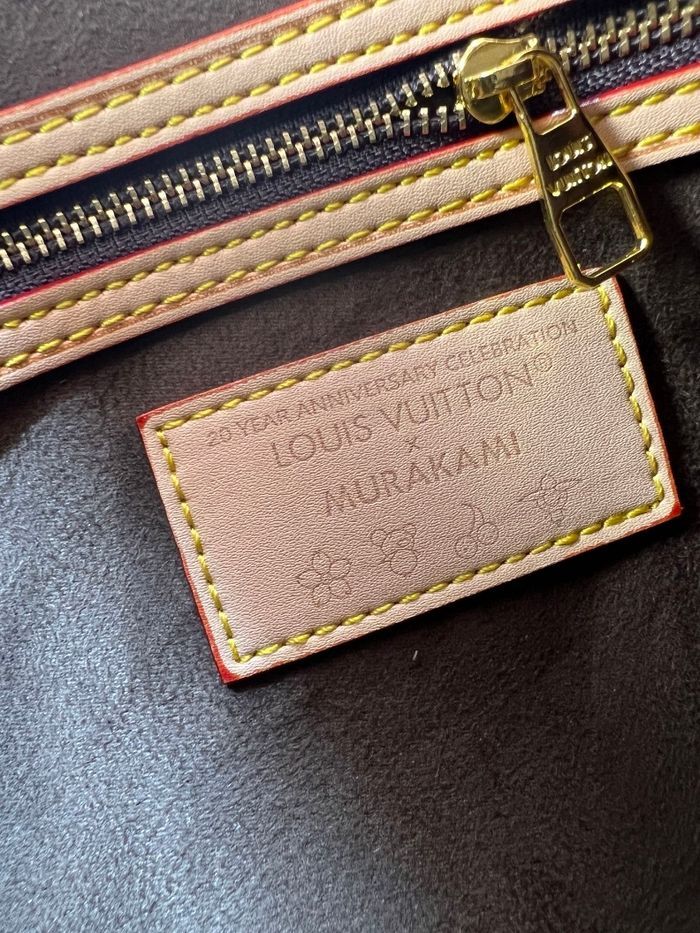 LOUIS
VUITTON
20 YEAR ANNIVERSARY CELEBRATION
LOUIS VUITTON®
×
MURAKAMI